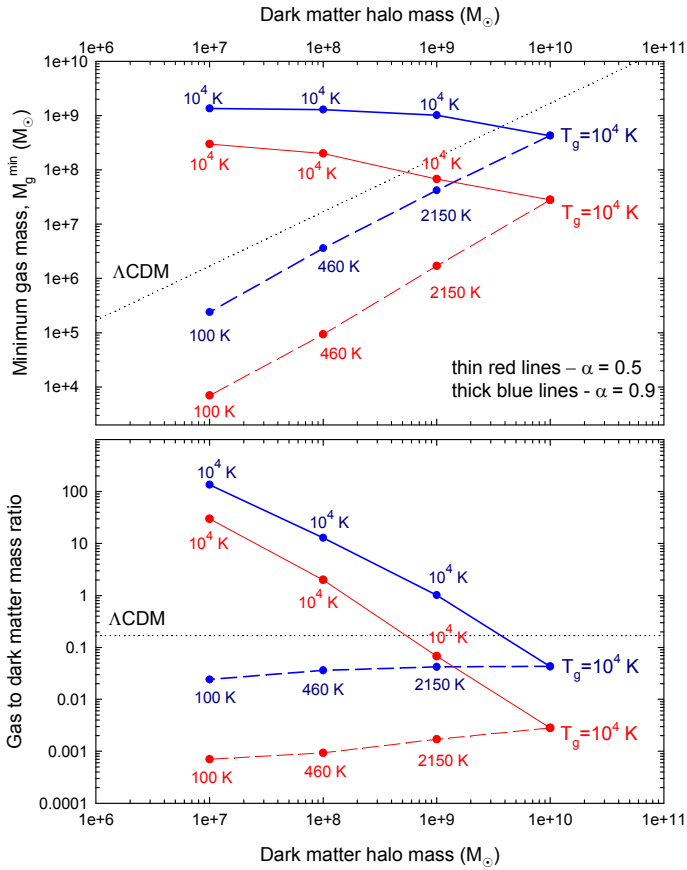 Dark matter halo mass (M⊙)
1e+6 1e+7 1e+8 1e+9 1e+10 1e+11
Minimum gas mass, M_g^min (M⊙)
1e+10
1e+9
1e+8
1e+7
1e+6
1e+5
1e+4
10^4 K 10^4 K 10^4 K
T_g=10^4 K
10^4 K 10^4 K 10^4 K
T_g=10^4 K
ΛCDM
2150 K
460 K
2150 K
100 K
460 K
100 K
thin red lines – α = 0.5
thick blue lines - α = 0.9
Gas to dark matter mass ratio
100
10
1
0.1
0.01
0.001
0.0001
10^4 K
10^4 K
10^4 K
10^4 K
10^4 K
10^4 K
ΛCDM
T_g=10^4 K
100 K 460 K 2150 K
T_g=10^4 K
100 K 460 K 2150 K
1e+6 1e+7 1e+8 1e+9 1e+10 1e+11
Dark matter halo mass (M⊙)